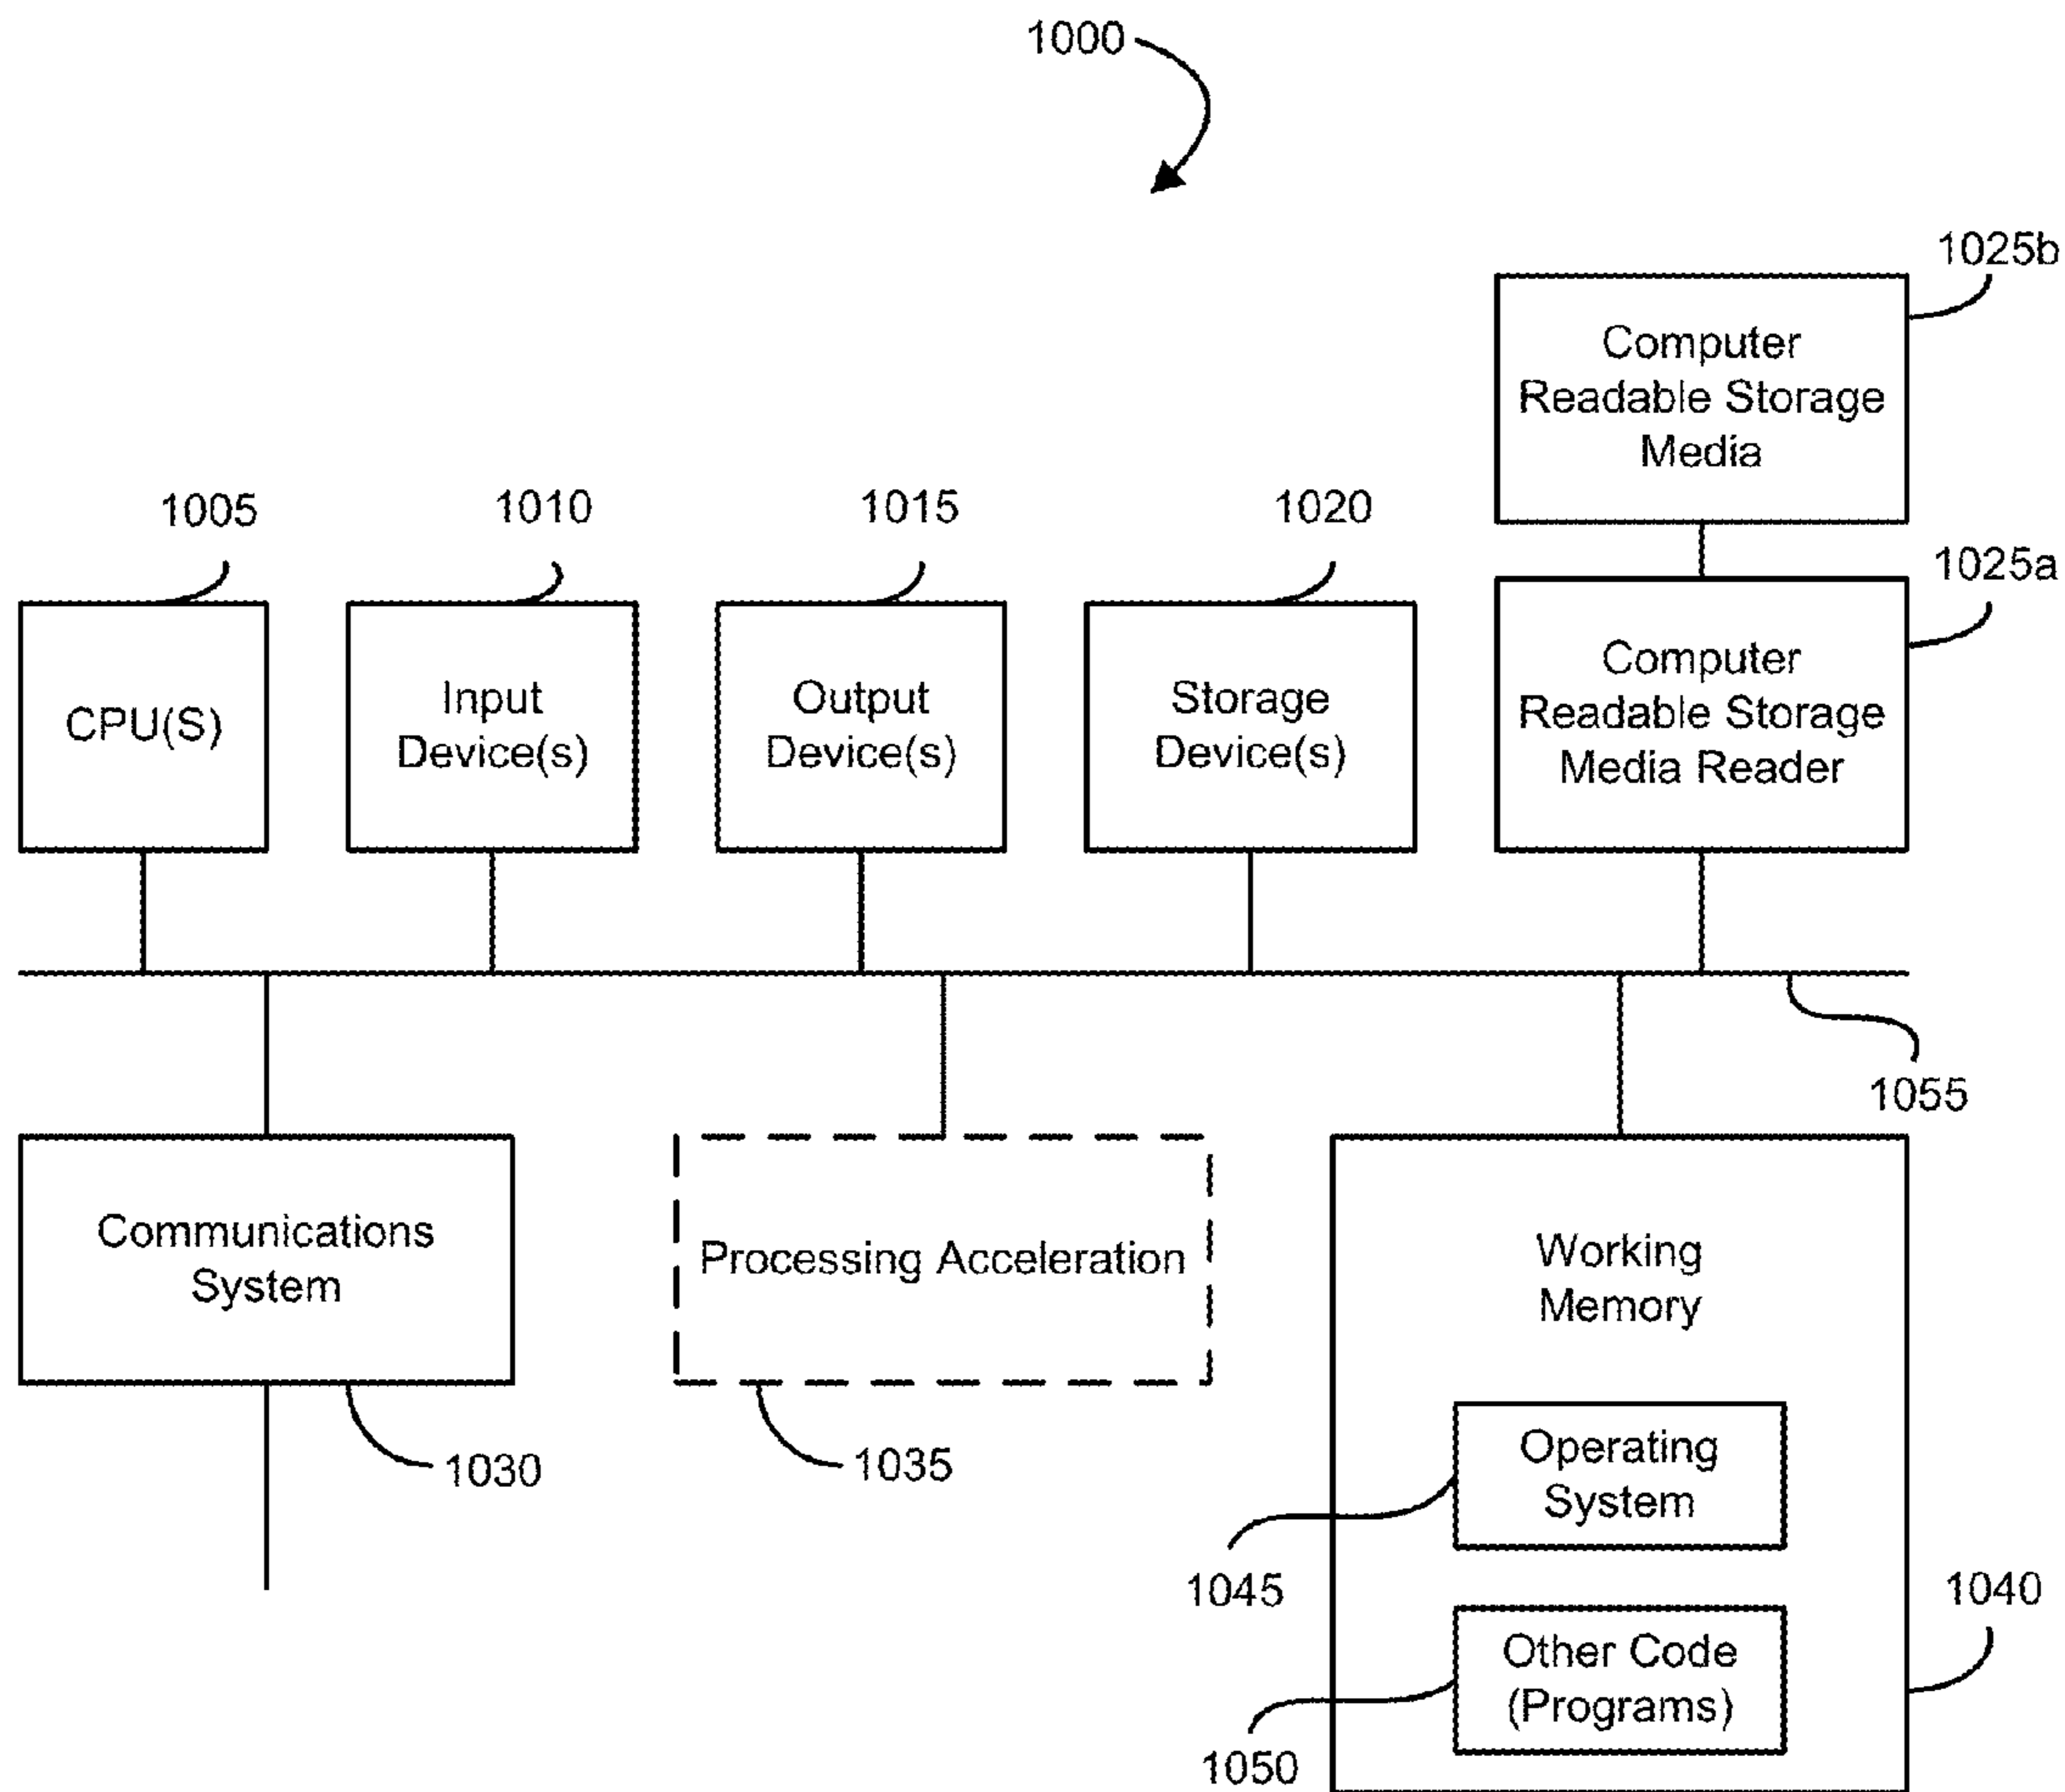 1000
1025b
Computer
Readable Storage
Media
1005
1010
1015
1020
1025a
CPU(S)
Input
Device(s)
Output
Device(s)
Storage
Device(s)
Computer
Readable Storage
Media Reader
1055
Communications
System
Processing Acceleration
Working
Memory
1030
1035
Operating
System
1045
1040
Other Code
(Programs)
1050